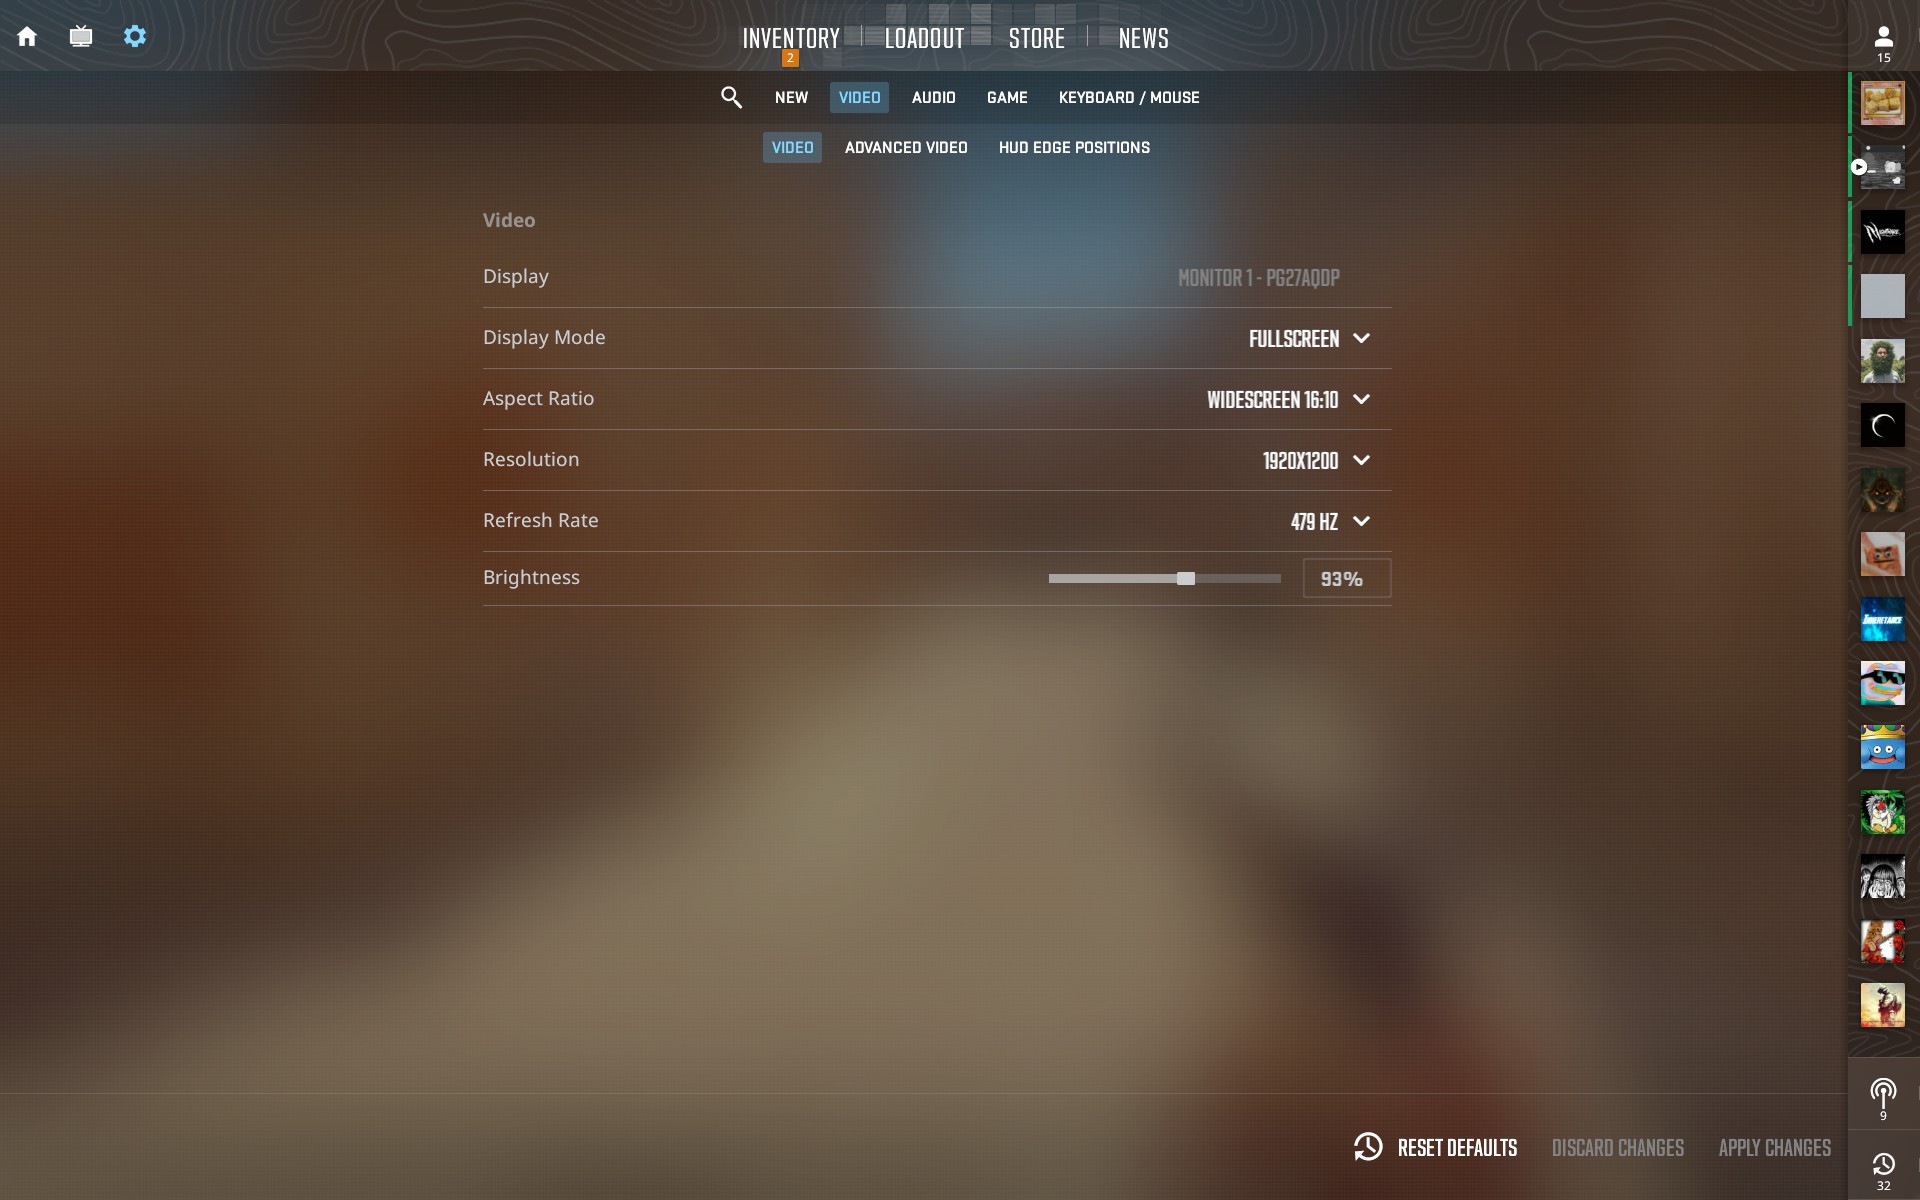 INVENTORY
LOADOUT
STORE
NEWS
2
15
NEW
VIDEO
AUDIO
GAME
KEYBOARD / MOUSE
VIDEO
ADVANCED VIDEO
HUD EDGE POSITIONS
Video
Display
MONITOR 1 - PG27AQDP
Display Mode
FULLSCREEN
Aspect Ratio
WIDESCREEN 16:10
Resolution
1920X1200
Refresh Rate
479 HZ
Brightness
93%
INHERETANCE
9
RESET DEFAULTS
DISCARD CHANGES
APPLY CHANGES
32